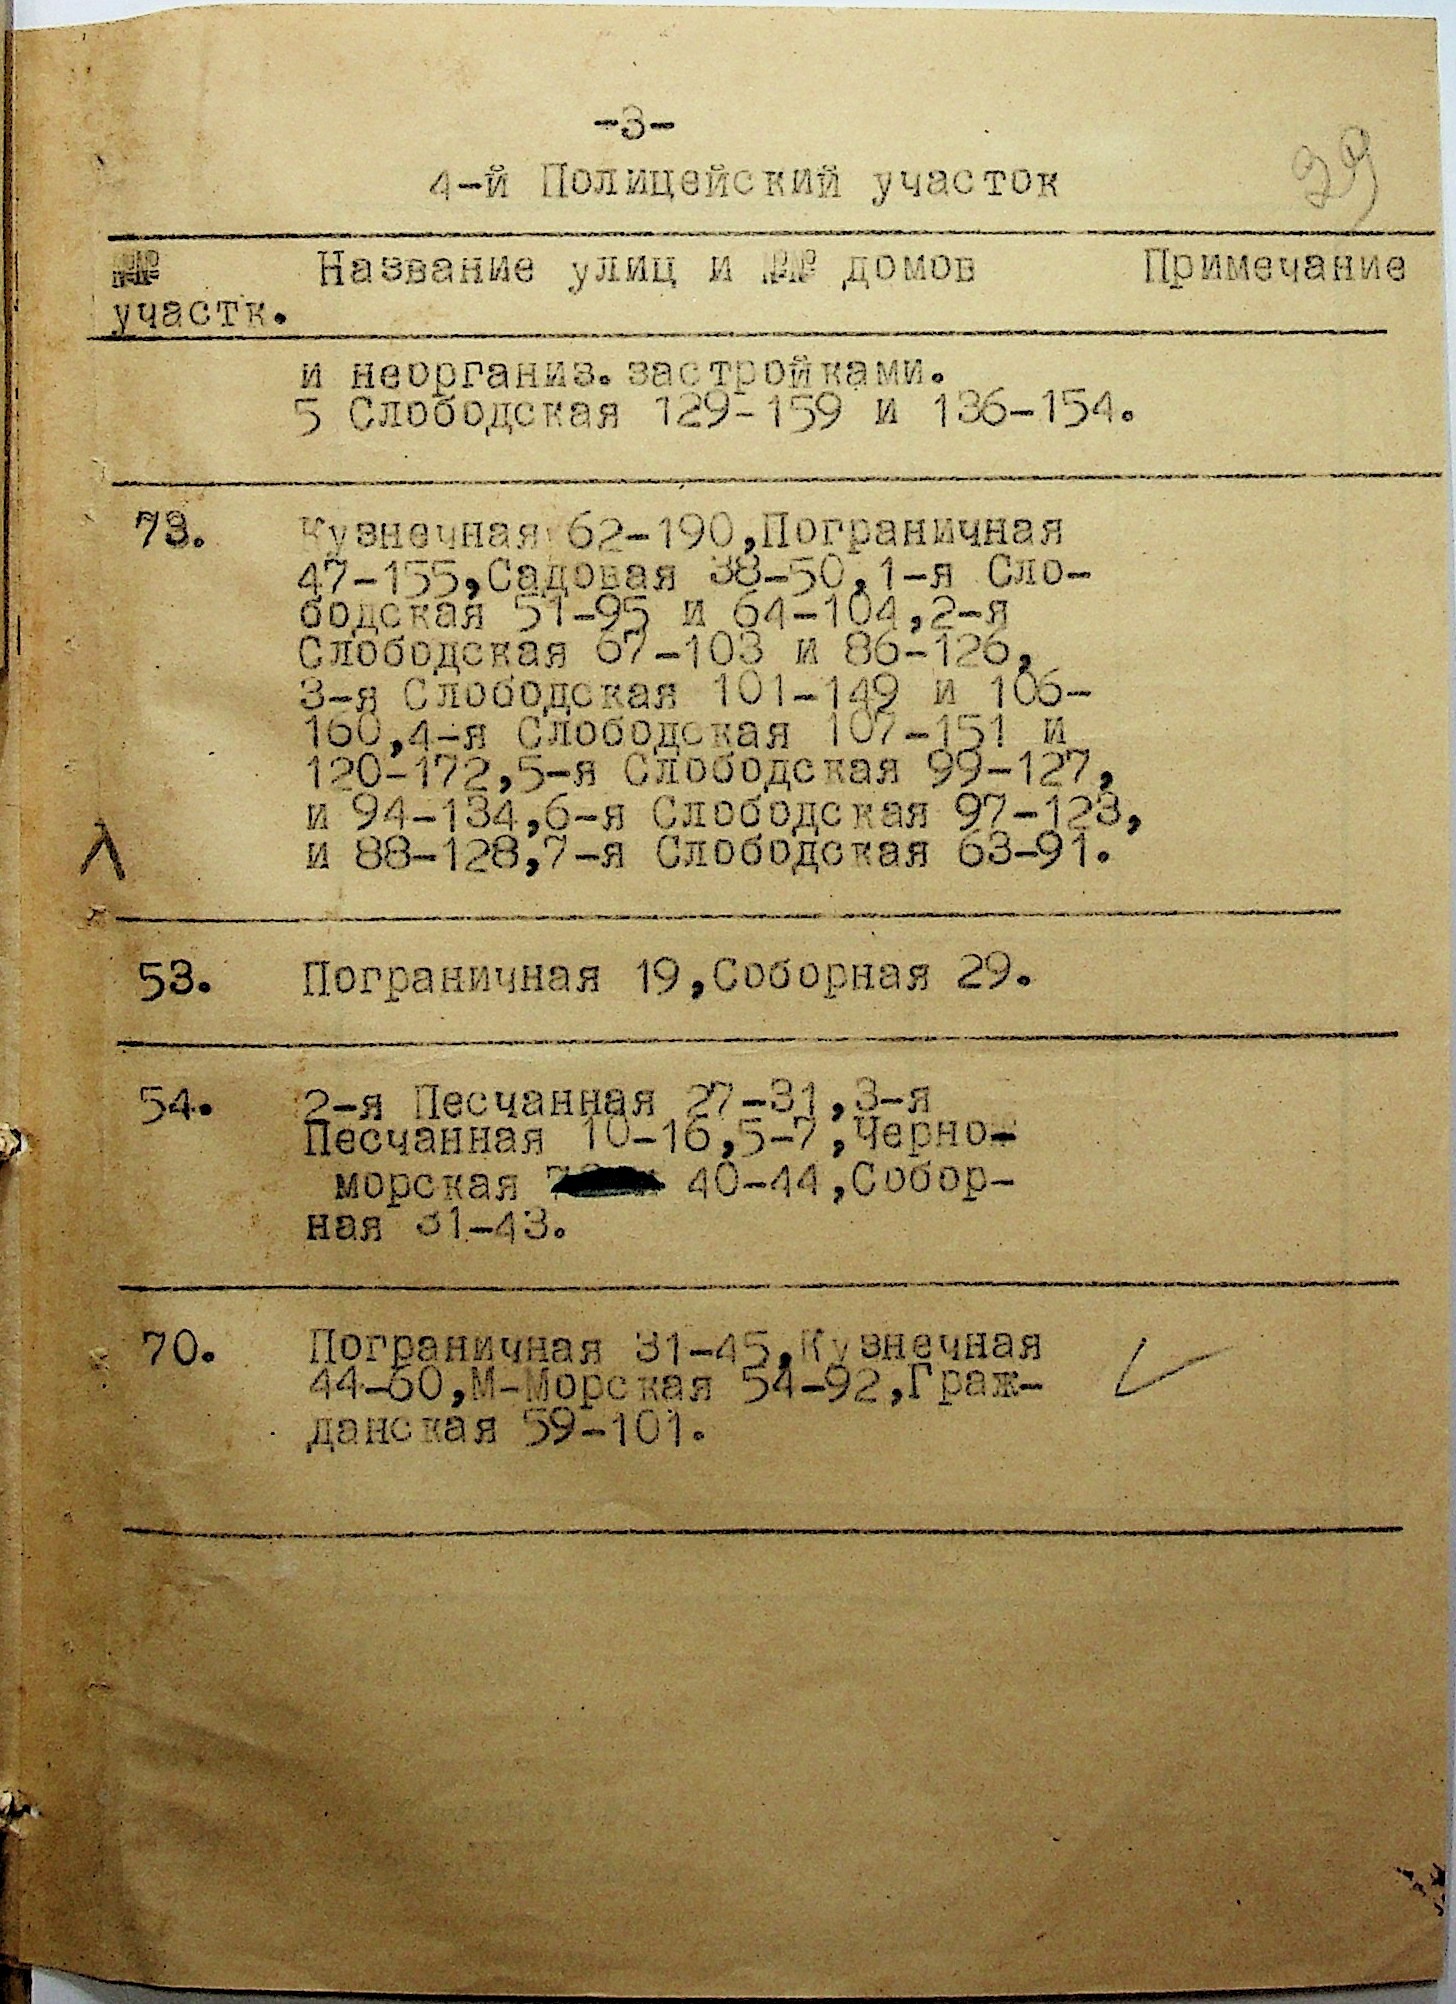 -3-
39
4-й Полицейский участок
№№ Название улиц и №№ домов Примечание
участк.
и неорганиз. застройками.
5 Слободская 129-159 и 136-154.
73. Кузнечная 62-190,Пограничная
47-155,Садовая 38-50,1-я Сло-
бодская 51-95 и 64-104,2-я
Слободская 67-103 и 86-126,
3-я Слободская 101-149 и 106-
160,4-я Слободская 107-151 и
120-172,5-я Слободская 99-127,
и 94-134,6-я Слободская 97-123,
и 88-128,7-я Слободская 63-91.
53. Пограничная 19,Соборная 29.
54. 2-я Песчанная 27-31,3-я
Песчанная 10-16,5-7,Черно-
морская 40-44,Собор-
ная 31-43.
70. Пограничная 31-45,Кузнечная
44-60,М-Морская 54-92,Граж-
данская 59-101.